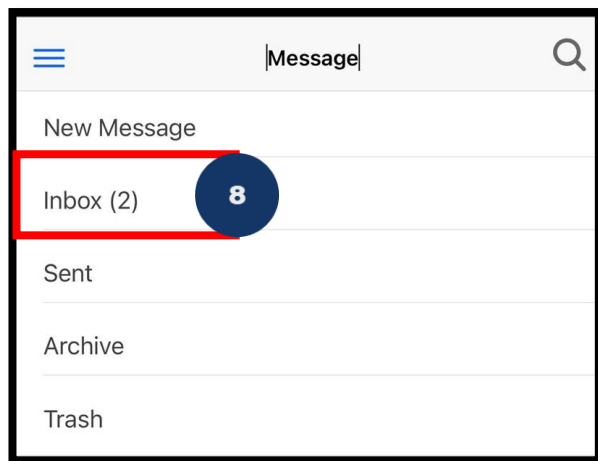 Message
New Message
Inbox (2)
8
Sent
Archive
Trash